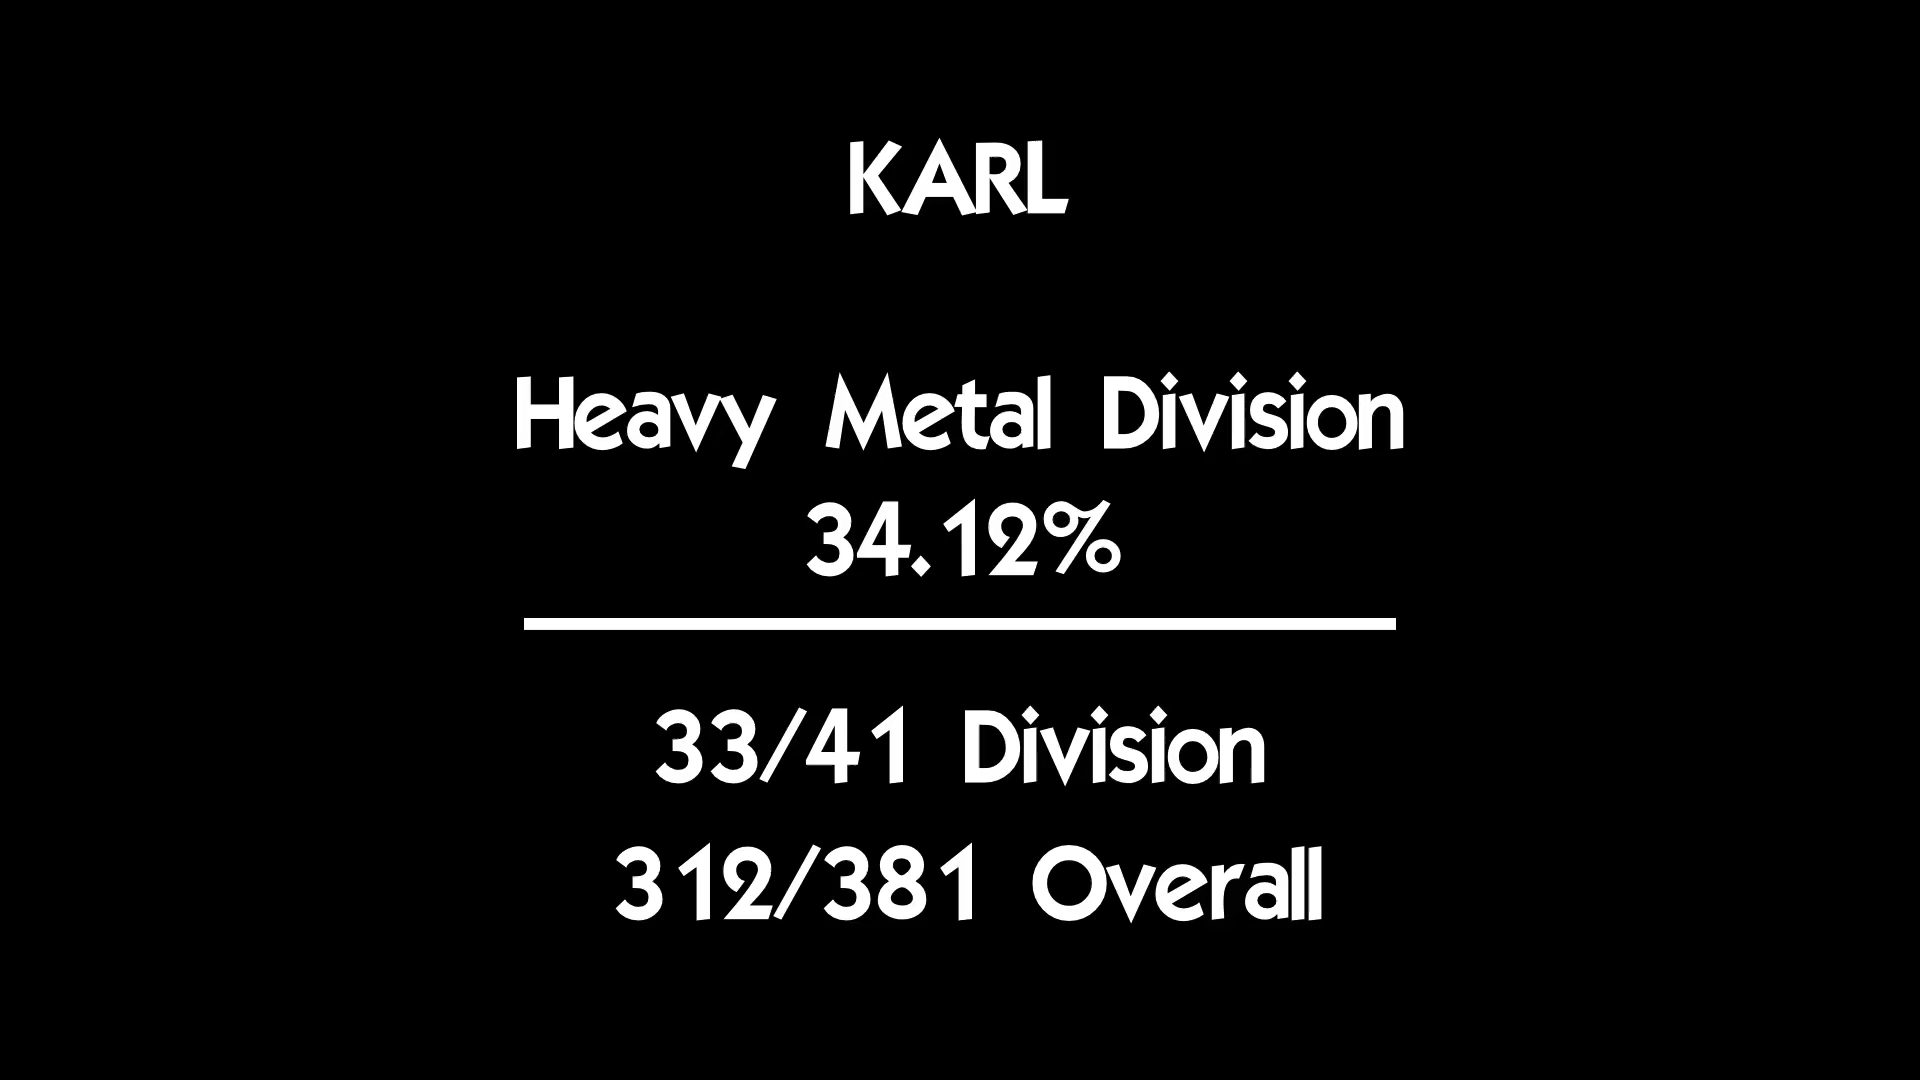 KARL
Heavy Metal Division
34.12%
33/41 Division
312/381 Overall